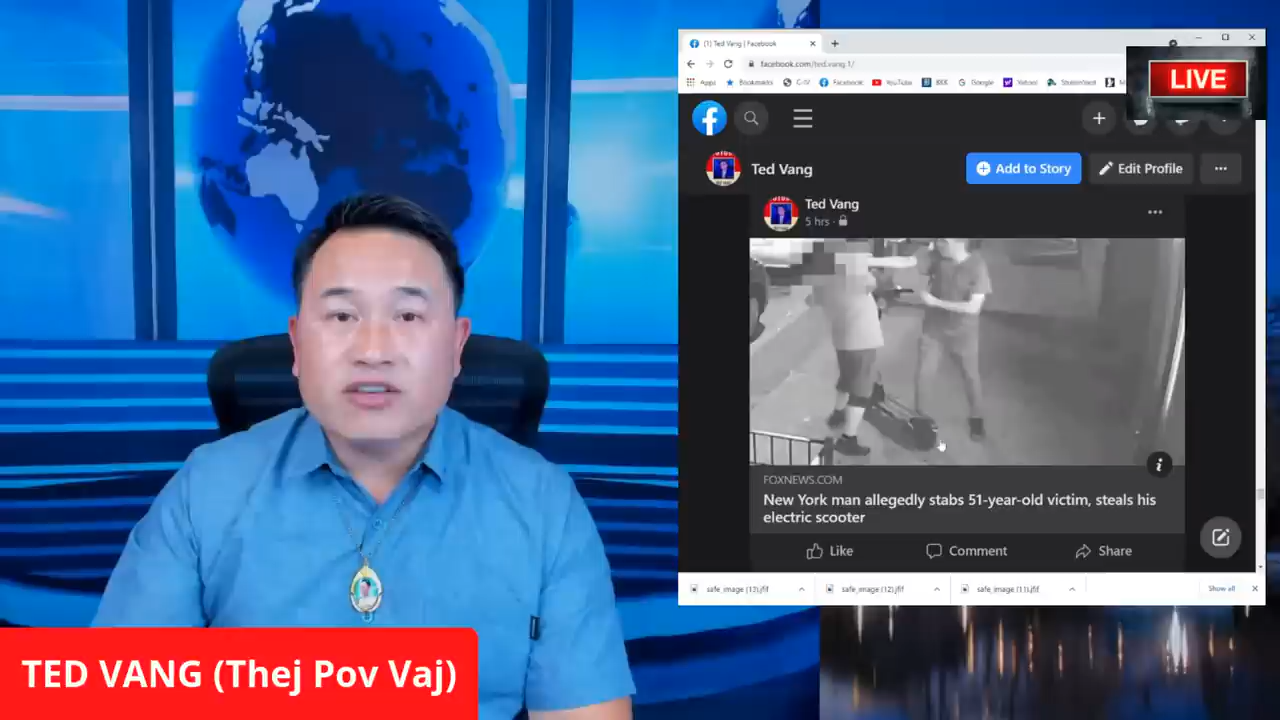 (1) Ted Vang | Facebook
facebook.com/ted.vang.1/
Apps
Bookmarks
Facebook
YouTube
Google
Yahoo!
LIVE
Ted Vang
Add to Story
Edit Profile
Ted Vang
5 hrs ·
FOXNEWS.COM
New York man allegedly stabs 51-year-old victim, steals his
electric scooter
Like
Comment
Share
safe_image (13).jfif
safe_image (12).jfif
safe_image (11).jfif
Show all
TED VANG (Thej Pov Vaj)